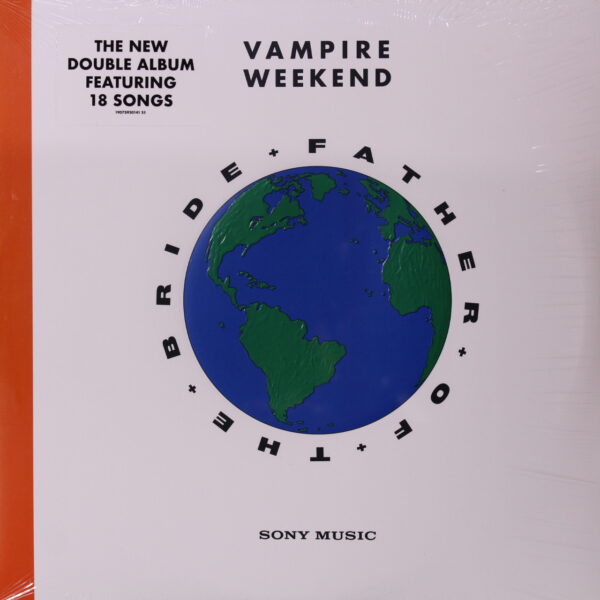 THE NEW
DOUBLE ALBUM
FEATURING
18 SONGS
VAMPIRE
WEEKEND
FATHER + OF + THE + BRIDE +
SONY MUSIC